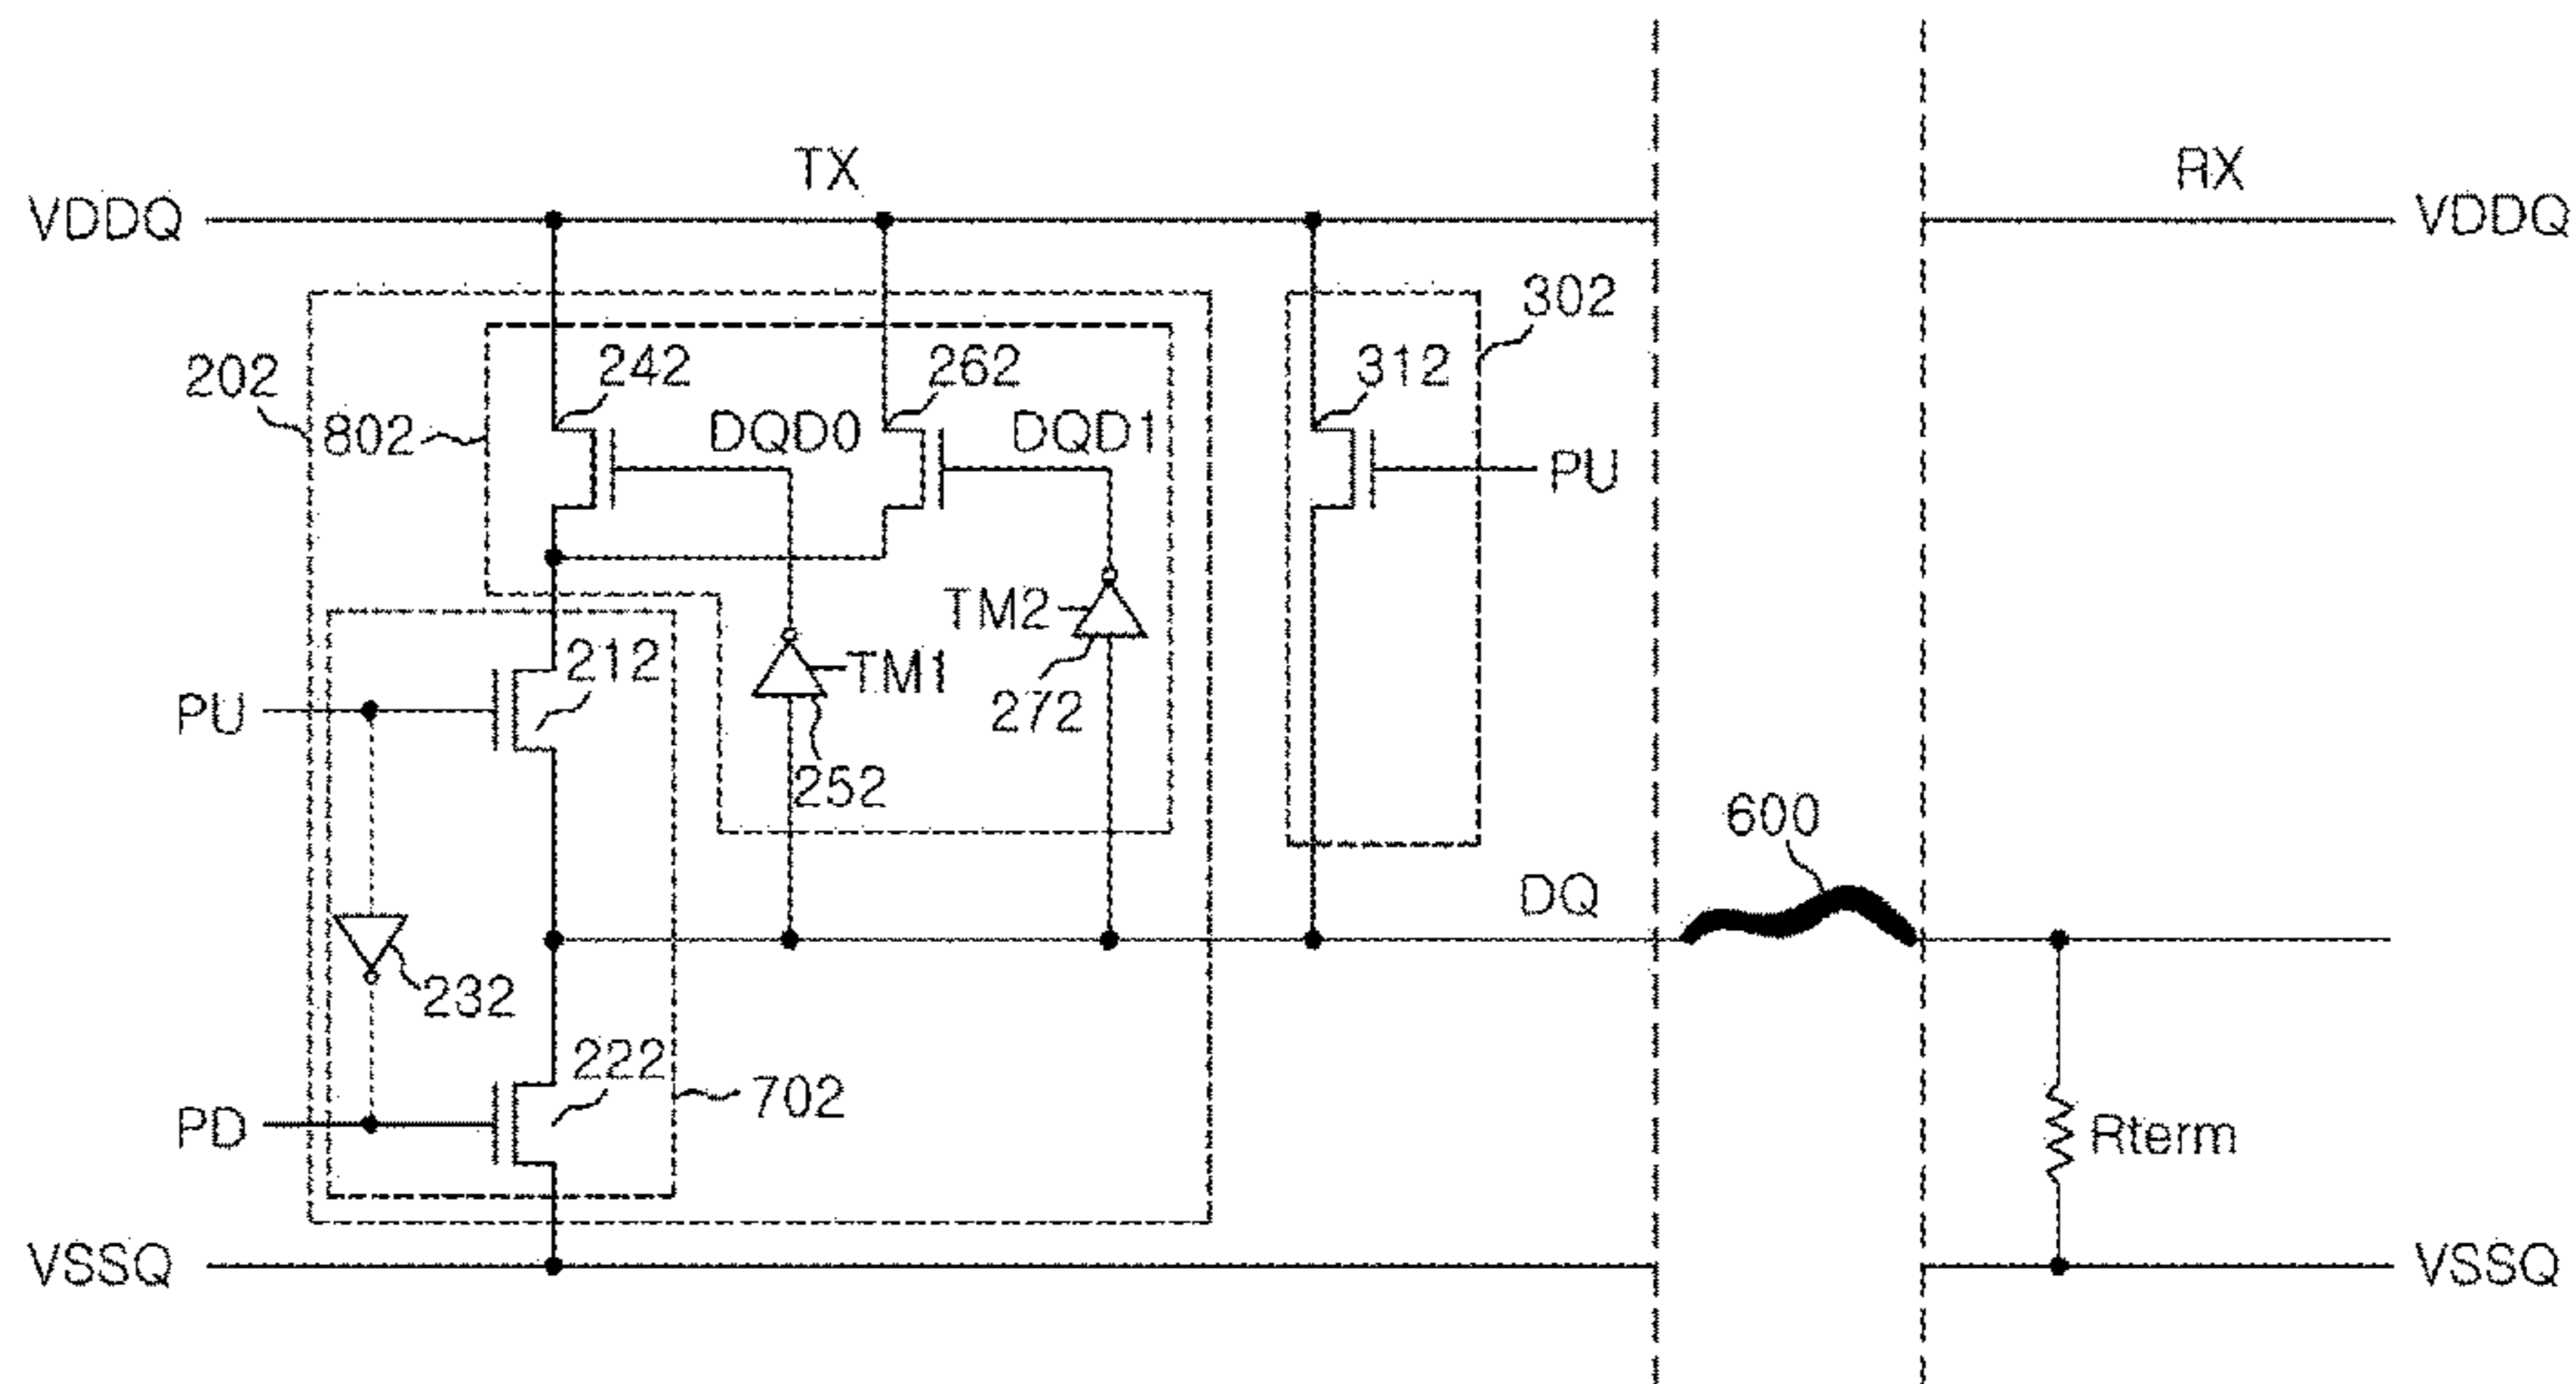 TX
RX
VDDQ
VDDQ
302
202
242
262
312
802
DQD0
DQD1
PU
TM2
212
TM1
PU
272
252
600
DQ
232
222
702
PD
Rterm
VSSQ
VSSQ